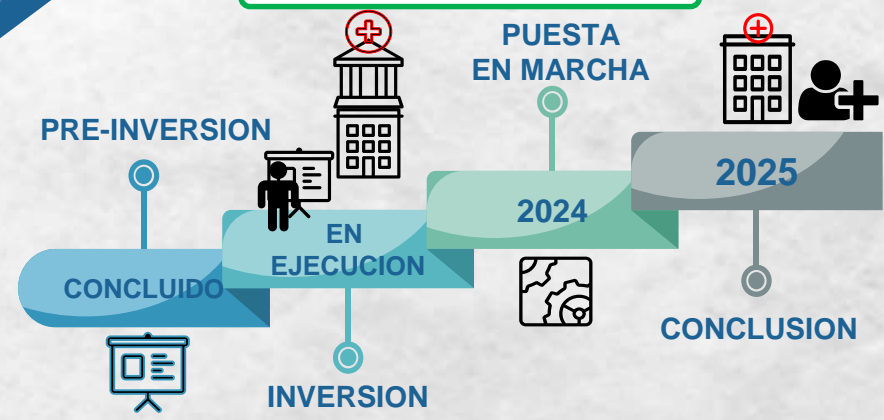 PUESTA
EN MARCHA
PRE-INVERSION
2025
2024
EN
EJECUCION
CONCLUIDO
CONCLUSION
INVERSION